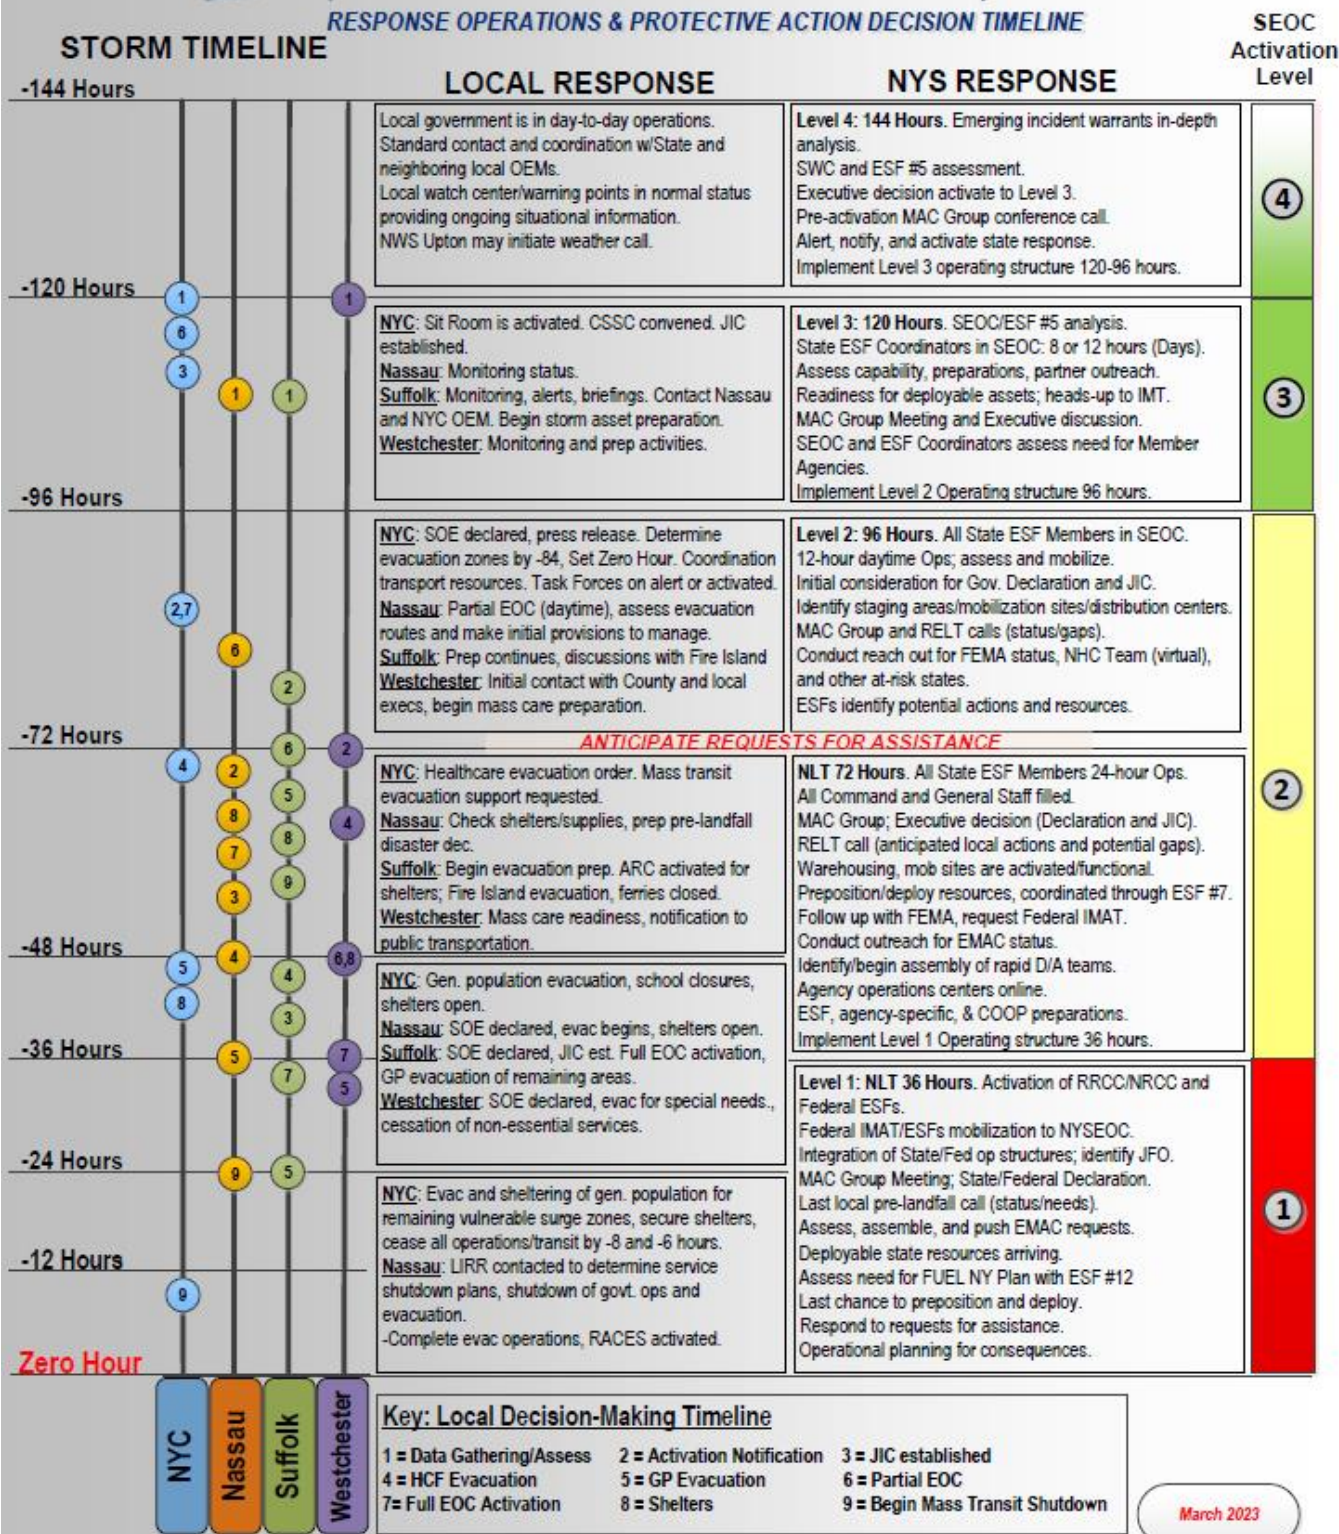 RESPONSE OPERATIONS & PROTECTIVE ACTION DECISION TIMELINE
STORM TIMELINE
LOCAL RESPONSE
NYS RESPONSE
SEOC
Activation
Level
-144 Hours
Local government is in day-to-day operations.
Standard contact and coordination w/State and
neighboring local OEMs.
Local watch center/warning points in normal status
providing ongoing situational information.
NWS Upton may initiate weather call.
Level 4: 144 Hours. Emerging incident warrants in-depth
analysis.
SWC and ESF #5 assessment.
Executive decision activate to Level 3.
Pre-activation MAC Group conference call.
Alert, notify, and activate state response.
Implement Level 3 operating structure 120-96 hours.
4
-120 Hours
1
1
6
3
1
1
NYC: Sit Room is activated. CSSC convened. JIC
established.
Nassau: Monitoring status.
Suffolk: Monitoring, alerts, briefings. Contact Nassau
and NYC OEM. Begin storm asset preparation.
Westchester: Monitoring and prep activities.
Level 3: 120 Hours. SEOC/ESF #5 analysis.
State ESF Coordinators in SEOC: 8 or 12 hours (Days).
Assess capability, preparations, partner outreach.
Readiness for deployable assets; heads-up to IMT.
MAC Group Meeting and Executive discussion.
SEOC and ESF Coordinators assess need for Member
Agencies.
Implement Level 2 Operating structure 96 hours.
3
-96 Hours
2,7
6
2
NYC: SOE declared, press release. Determine
evacuation zones by -84, Set Zero Hour. Coordination
transport resources. Task Forces on alert or activated.
Nassau: Partial EOC (daytime), assess evacuation
routes and make initial provisions to manage.
Suffolk: Prep continues, discussions with Fire Island
Westchester: Initial contact with County and local
execs, begin mass care preparation.
Level 2: 96 Hours. All State ESF Members in SEOC.
12-hour daytime Ops; assess and mobilize.
Initial consideration for Gov. Declaration and JIC.
Identify staging areas/mobilization sites/distribution centers.
MAC Group and RELT calls (status/gaps).
Conduct reach out for FEMA status, NHC Team (virtual),
and other at-risk states.
ESFs identify potential actions and resources.
-72 Hours
ANTICIPATE REQUESTS FOR ASSISTANCE
6
2
4
2
5
8
4
8
7
9
3
NYC: Healthcare evacuation order. Mass transit
evacuation support requested.
Nassau: Check shelters/supplies, prep pre-landfall
disaster dec.
Suffolk: Begin evacuation prep. ARC activated for
shelters; Fire Island evacuation, ferries closed.
Westchester: Mass care readiness, notification to
public transportation.
NLT 72 Hours. All State ESF Members 24-hour Ops.
All Command and General Staff filled.
MAC Group; Executive decision (Declaration and JIC).
RELT call (anticipated local actions and potential gaps).
Warehousing, mob sites are activated/functional.
Preposition/deploy resources, coordinated through ESF #7.
Follow up with FEMA, request Federal IMAT.
Conduct outreach for EMAC status.
Identify/begin assembly of rapid D/A teams.
Agency operations centers online.
ESF, agency-specific, & COOP preparations.
Implement Level 1 Operating structure 36 hours.
2
-48 Hours
4
6,8
5
4
8
3
NYC: Gen. population evacuation, school closures,
shelters open.
Nassau: SOE declared, evac begins, shelters open.
Suffolk: SOE declared, JIC est. Full EOC activation,
GP evacuation of remaining areas.
Westchester: SOE declared, evac for special needs.,
cessation of non-essential services.
-36 Hours
5
7
7
5
Level 1: NLT 36 Hours. Activation of RRCC/NRCC and
Federal ESFs.
Federal IMAT/ESFs mobilization to NYSEOC.
Integration of State/Fed op structures; identify JFO.
MAC Group Meeting; State/Federal Declaration.
Last local pre-landfall call (status/needs).
Assess, assemble, and push EMAC requests.
Deployable state resources arriving.
Assess need for FUEL NY Plan with ESF #12
Last chance to preposition and deploy.
Respond to requests for assistance.
Operational planning for consequences.
1
-24 Hours
9
5
NYC: Evac and sheltering of gen. population for
remaining vulnerable surge zones, secure shelters,
cease all operations/transit by -8 and -6 hours.
Nassau: LIRR contacted to determine service
shutdown plans, shutdown of govt. ops and
evacuation.
-Complete evac operations, RACES activated.
-12 Hours
9
Zero Hour
NYC
Nassau
Suffolk
Westchester
Key: Local Decision-Making Timeline
1 = Data Gathering/Assess 2 = Activation Notification 3 = JIC established
4 = HCF Evacuation 5 = GP Evacuation 6 = Partial EOC
7= Full EOC Activation 8 = Shelters 9 = Begin Mass Transit Shutdown
March 2023